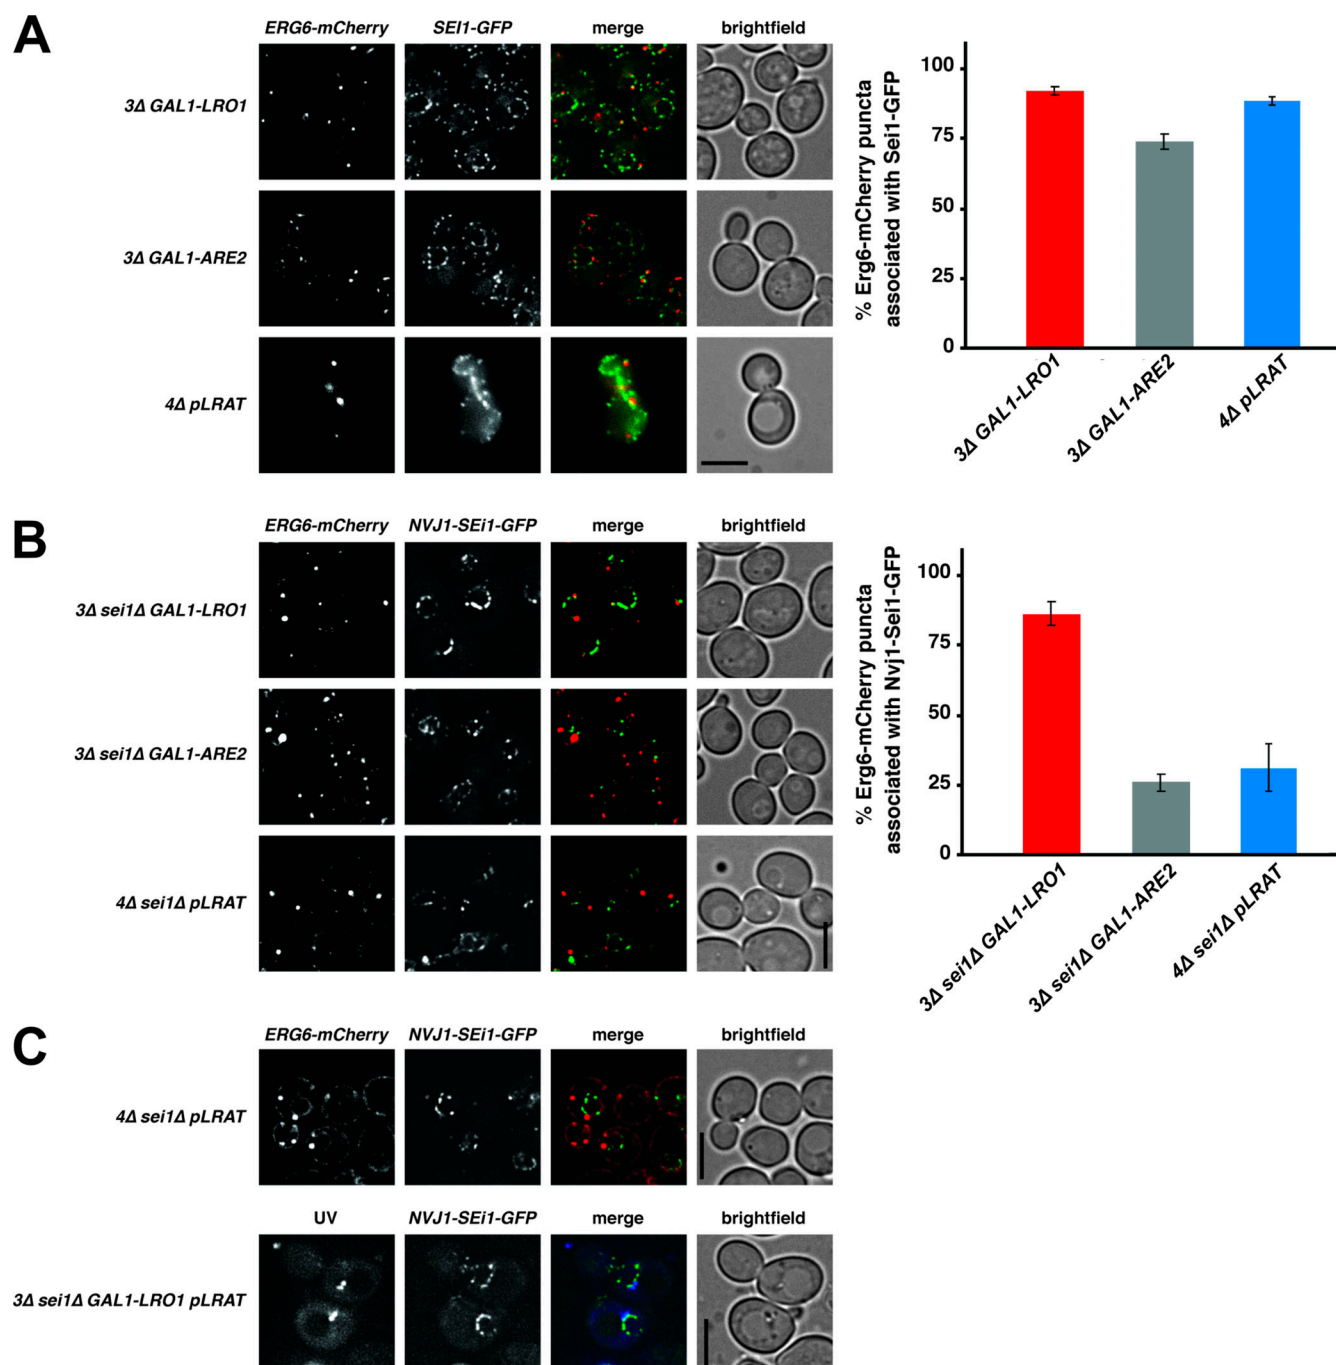 A
ERG6-mCherry SEI1-GFP merge brightfield
3Δ GAL1-LRO1
3Δ GAL1-ARE2
4Δ pLRAT
% Erg6-mCherry puncta
associated with Sei1-GFP
100
75
50
25
0
3Δ GAL1-LRO1
3Δ GAL1-ARE2
4Δ pLRAT
B
ERG6-mCherry NVJ1-SEi1-GFP merge brightfield
3Δ sei1Δ GAL1-LRO1
3Δ sei1Δ GAL1-ARE2
4Δ sei1Δ pLRAT
% Erg6-mCherry puncta
associated with Nvj1-Sei1-GFP
100
75
50
25
0
3Δ sei1Δ GAL1-LRO1
3Δ sei1Δ GAL1-ARE2
4Δ sei1Δ pLRAT
C
ERG6-mCherry NVJ1-SEi1-GFP merge brightfield
4Δ sei1Δ pLRAT
UV NVJ1-SEi1-GFP merge brightfield
3Δ sei1Δ GAL1-LRO1 pLRAT